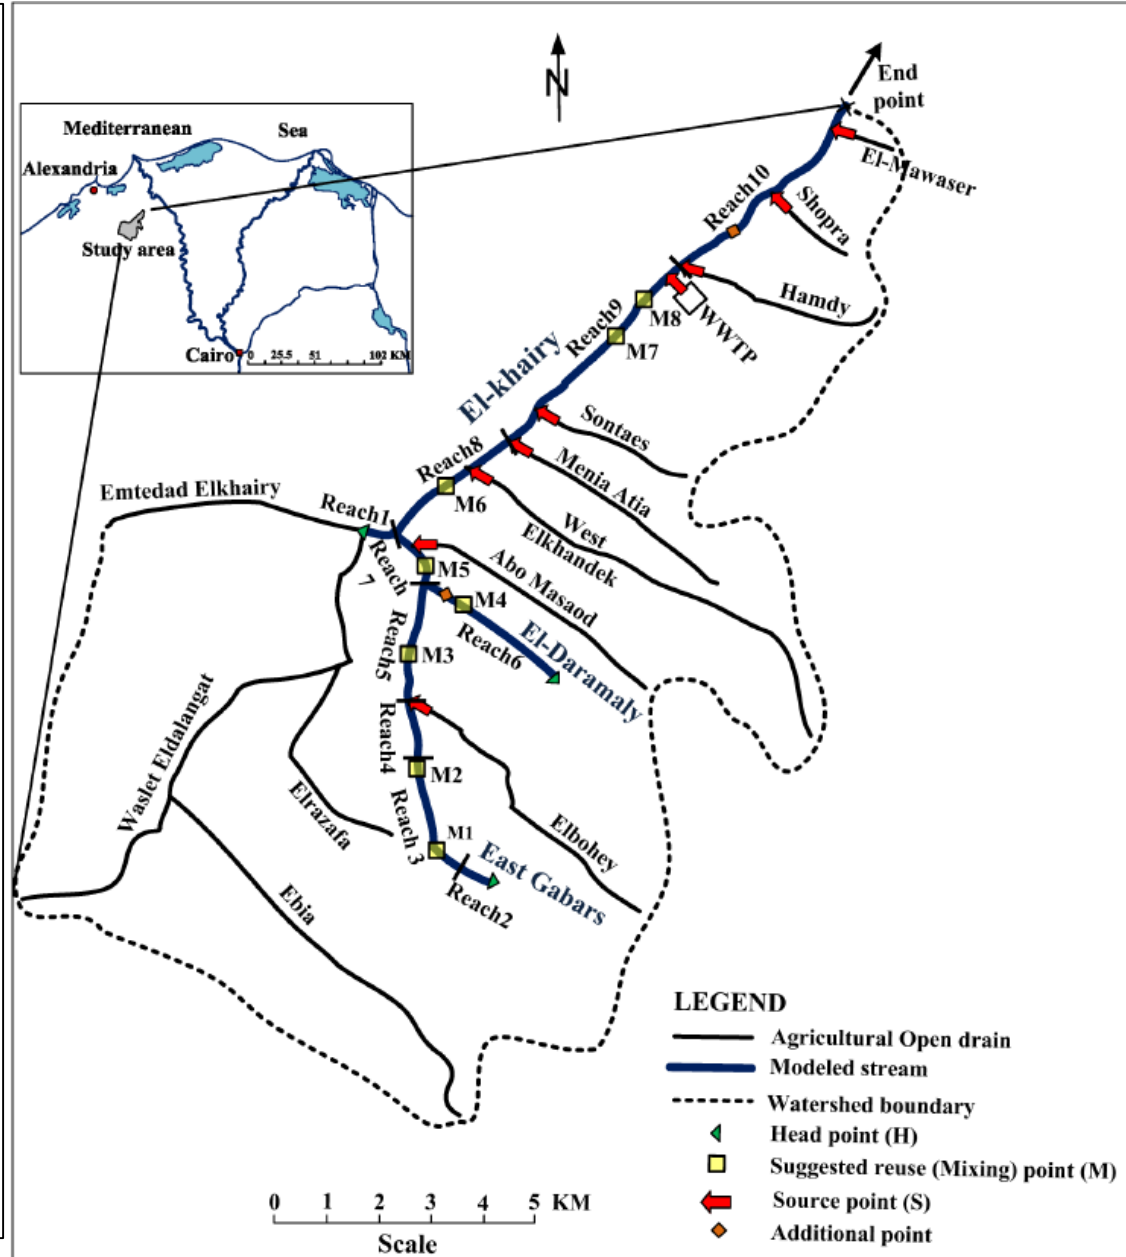 N
End
point
El-Mawaser
Mediterranean
Sea
Alexandria
Study area
Cairo
0 25.5 51 102 KM
Reach10
Shopra
Hamdy
WWTP
M8
Reach9
M7
El-khairy
Sontaes
Reach8
Menia Atia
M6
Emtedad Elkhairy
Reach1
West
Elkhandek
Reach
7
Abo Masaod
M5
M4
Reach6
El-Daramaly
Reach5
M3
Reach4
M2
Waslet Eldalangat
Elrazafa
Reach 3
M1
East Gabars
Reach2
Elbohey
Ebia
LEGEND
Agricultural Open drain
Modeled stream
Watershed boundary
Head point (H)
Suggested reuse (Mixing) point (M)
Source point (S)
Additional point
0 1 2 3 4 5 KM
Scale